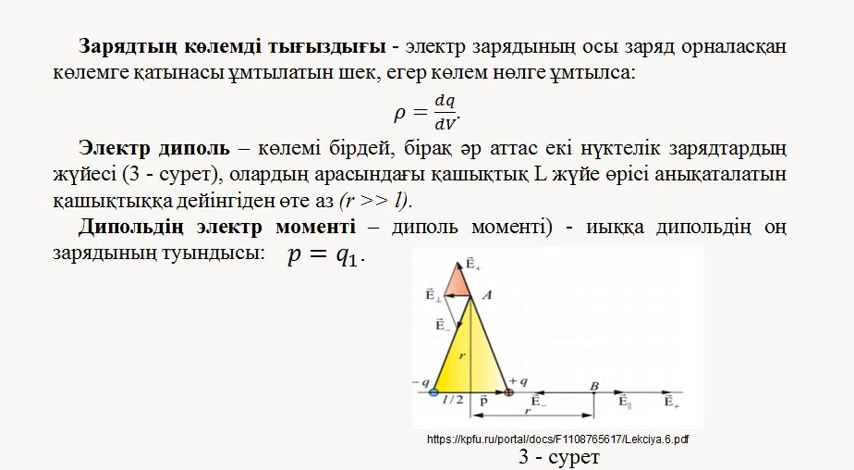 Зарядтың көлемді тығыздығы - электр зарядының осы заряд орналасқан
көлемге қатынасы ұмтылатын шек, егер көлем нөлге ұмтылса:
ρ = dq/dV.
Электр диполь – көлемі бірдей, бірақ әр аттас екі нүктелік зарядтардың
жүйесі (3 - сурет), олардың арасындағы қашықтық L жүйе өрісі анықаталатын
қашықтыққа дейінгіден өте аз (r >> l).
Дипольдің электр моменті – диполь моменті) - иыққа дипольдің оң
зарядының туындысы: p = q₁.
E⃗₊
E⃗⊥ A
E⃗₋
r
−q +q B
l/2 p⃗ E⃗₋ E⃗∥ E⃗₊
r
https://kpfu.ru/portal/docs/F1108765617/Lekciya.6.pdf
3 - сурет